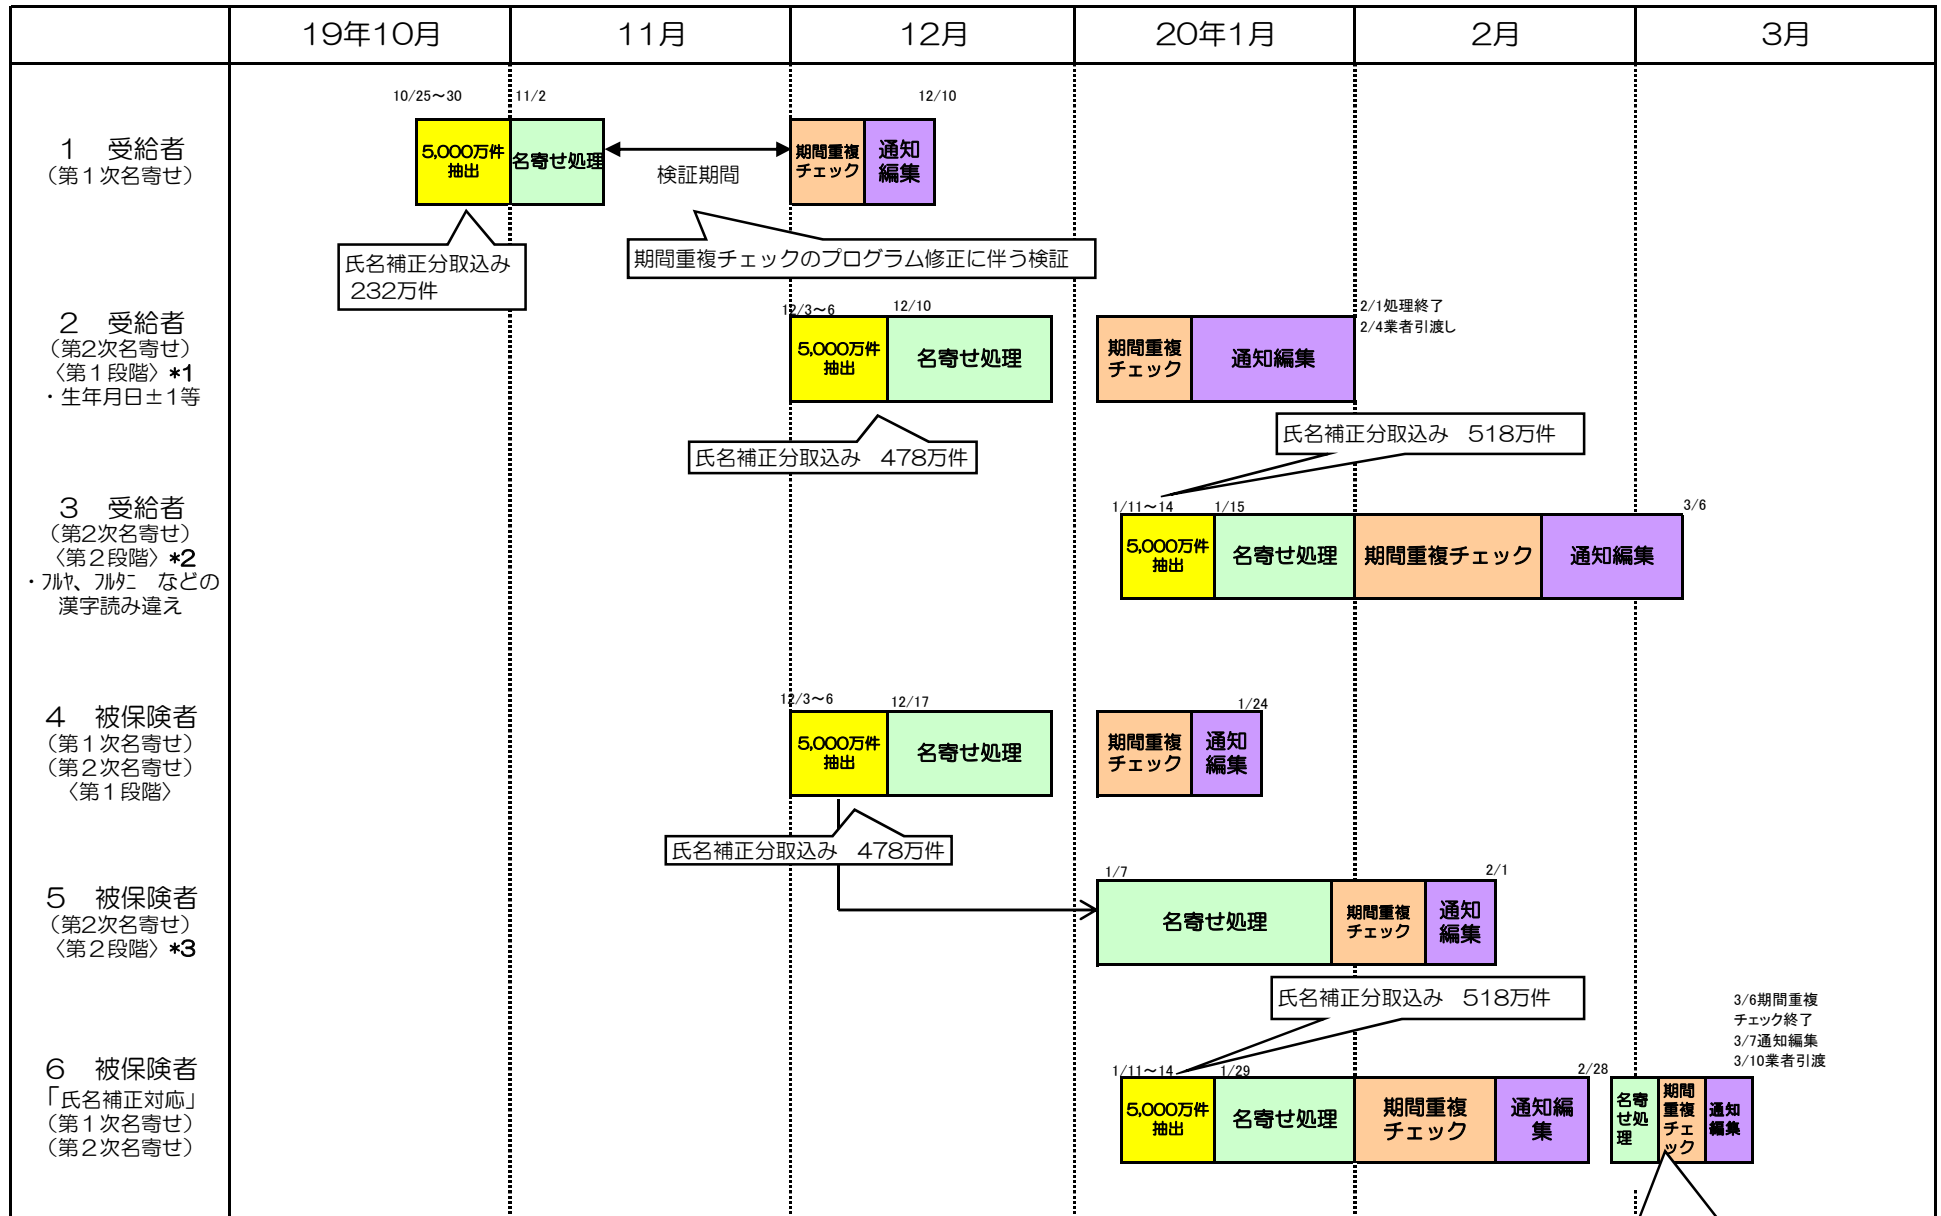 19年10月
11月
12月
20年1月
2月
3月
1　受給者
（第１次名寄せ）
10/25～30
11/2
12/10
5,000万件
抽出
名寄せ処理
検証期間
期間重複
チェック
通知
編集
氏名補正分取込み
232万件
期間重複チェックのプログラム修正に伴う検証
2　受給者
（第2次名寄せ）
〈第１段階〉*1
・生年月日±1等
12/3～6
12/10
5,000万件
抽出
名寄せ処理
期間重複
チェック
通知編集
2/1処理終了
2/4業者引渡し
氏名補正分取込み　478万件
氏名補正分取込み　518万件
3　受給者
（第2次名寄せ）
〈第２段階〉*2
・ﾌﾙﾔ、ﾌﾙﾀﾆ　などの
漢字読み違え
1/11～14
1/15
3/6
5,000万件
抽出
名寄せ処理
期間重複チェック
通知編集
4　被保険者
（第１次名寄せ）
（第２次名寄せ）
〈第１段階〉
12/3～6
12/17
1/24
5,000万件
抽出
名寄せ処理
期間重複
チェック
通知
編集
氏名補正分取込み　478万件
5　被保険者
（第2次名寄せ）
〈第２段階〉*3
1/7
2/1
名寄せ処理
期間重複
チェック
通知
編集
氏名補正分取込み　518万件
6　被保険者
「氏名補正対応」
（第１次名寄せ）
（第２次名寄せ）
1/11～14
1/29
2/28
3/6期間重複
チェック終了
3/7通知編集
3/10業者引渡
5,000万件
抽出
名寄せ処理
期間重複
チェック
通知編
集
名寄
せ処
理
期間
重複
チェ
ック
通知
編集